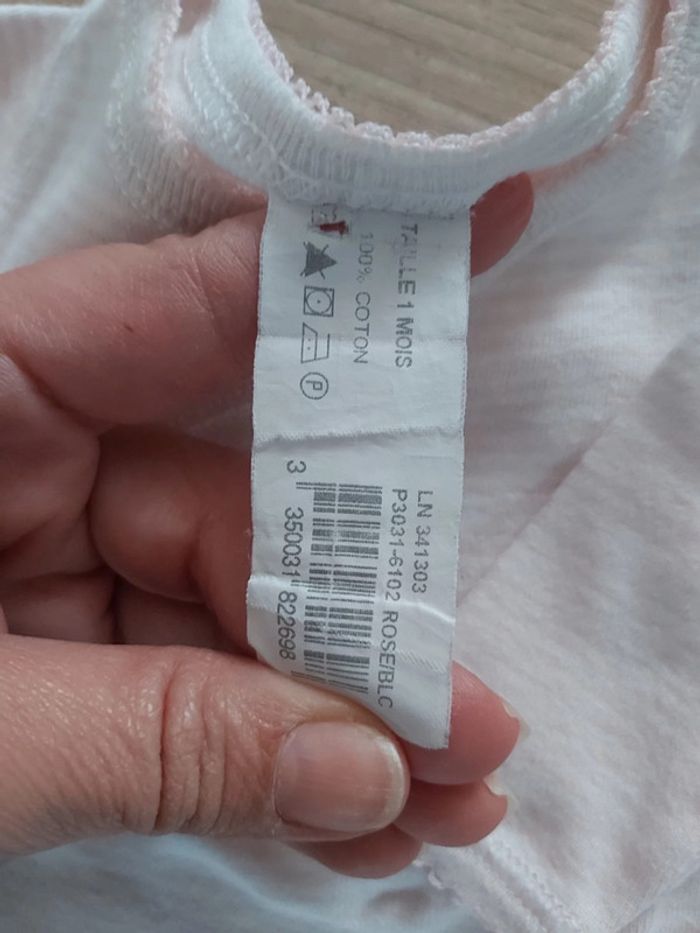 TAILLE 1 MOIS
100% COTON
P
LN 341303
P3031-6102 ROSE/BLC
3 350031 822698